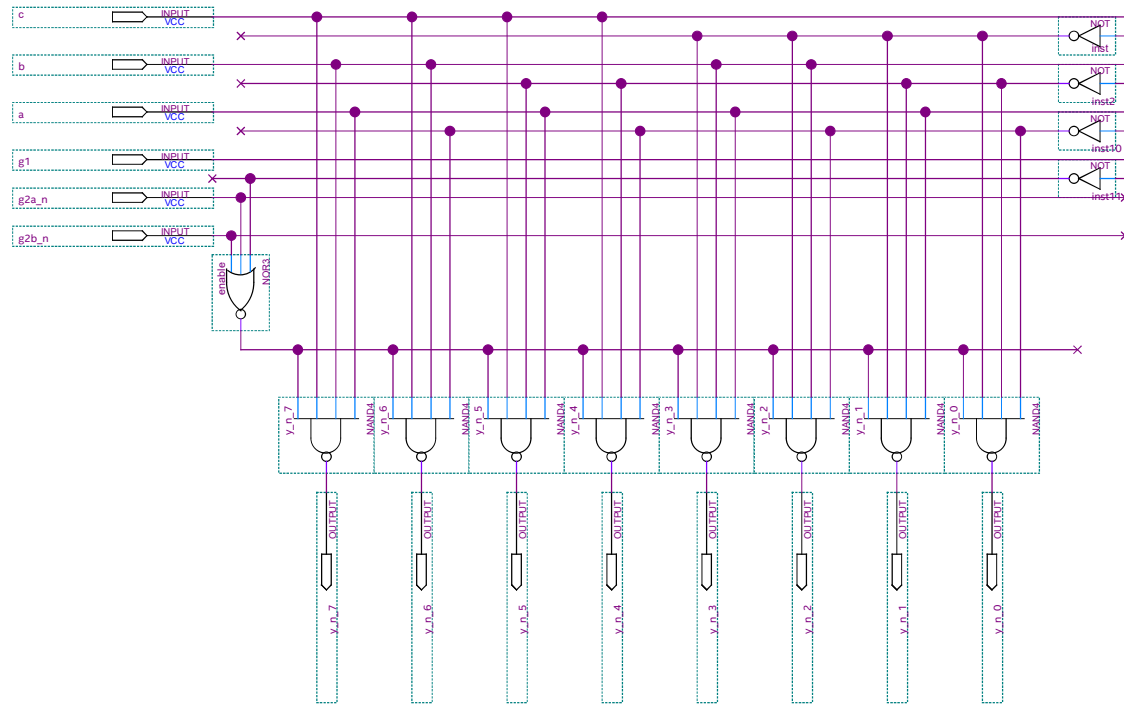 c INPUT VCC
NOT
inst
b INPUT VCC
NOT
inst2
a INPUT VCC
NOT
inst10
g1 INPUT VCC
NOT
inst11
g2a_n INPUT VCC
g2b_n INPUT VCC
enable NOR3
y_n_7 NAND4 y_n_6 NAND4 y_n_5 NAND4 y_n_4 NAND4 y_n_3 NAND4 y_n_2 NAND4 y_n_1 NAND4 y_n_0 NAND4
OUTPUT OUTPUT OUTPUT OUTPUT OUTPUT OUTPUT OUTPUT OUTPUT
y_n_7 y_n_6 y_n_5 y_n_4 y_n_3 y_n_2 y_n_1 y_n_0